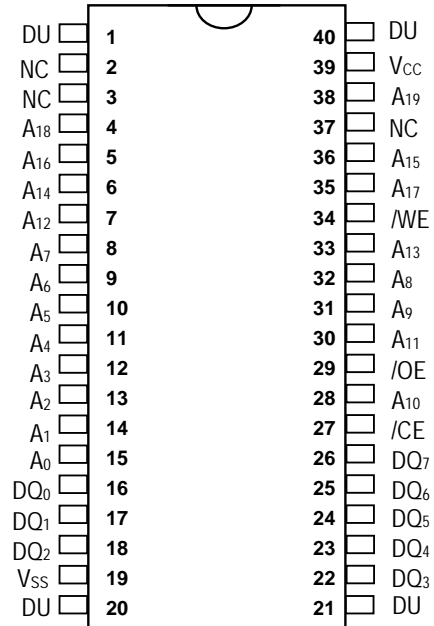 DU 1 40 DU
NC 2 39 VCC
NC 3 38 A19
A18 4 37 NC
A16 5 36 A15
A14 6 35 A17
A12 7 34 /WE
A7 8 33 A13
A6 9 32 A8
A5 10 31 A9
A4 11 30 A11
A3 12 29 /OE
A2 13 28 A10
A1 14 27 /CE
A0 15 26 DQ7
DQ0 16 25 DQ6
DQ1 17 24 DQ5
DQ2 18 23 DQ4
VSS 19 22 DQ3
DU 20 21 DU